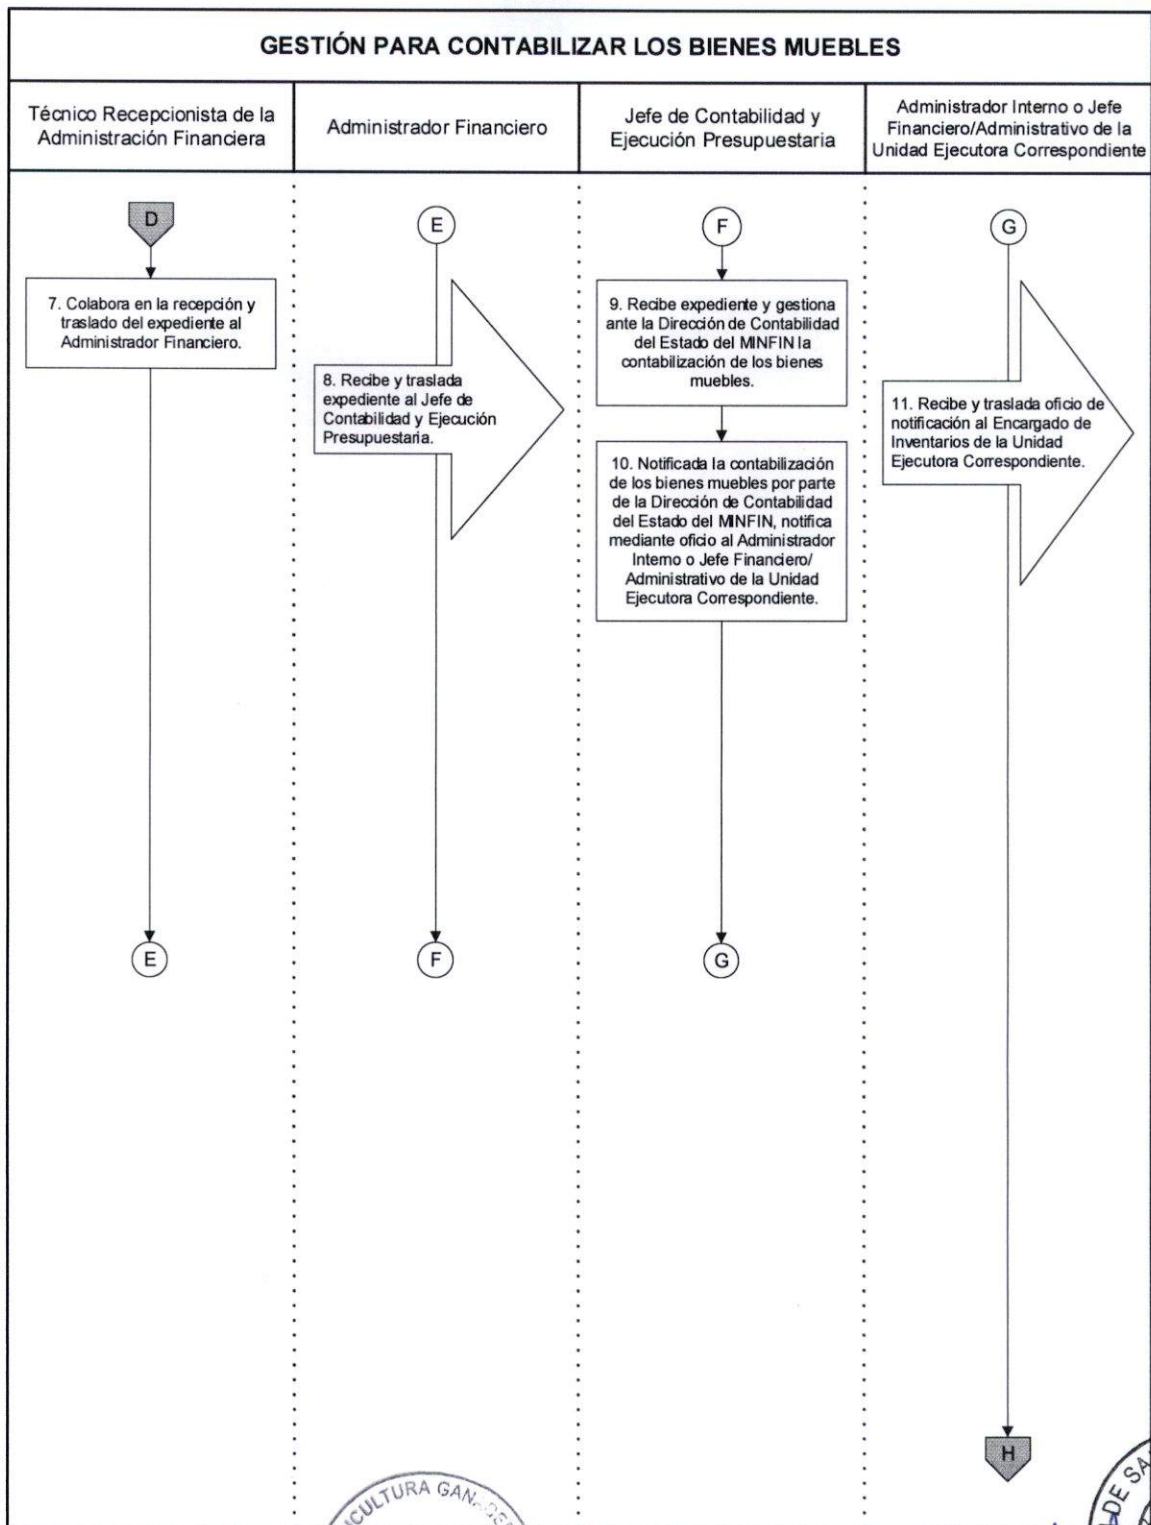 GESTIÓN PARA CONTABILIZAR LOS BIENES MUEBLES
Técnico Recepcionista de la
Administración Financiera
Administrador Financiero
Jefe de Contabilidad y
Ejecución Presupuestaria
Administrador Interno o Jefe
Financiero/Administrativo de la
Unidad Ejecutora Correspondiente
D
7. Colabora en la recepción y
traslado del expediente al
Administrador Financiero.
E
E
8. Recibe y traslada
expediente al Jefe de
Contabilidad y Ejecución
Presupuestaria.
F
F
9. Recibe expediente y gestiona
ante la Dirección de Contabilidad
del Estado del MINFIN la
contabilización de los bienes
muebles.
10. Notificada la contabilización
de los bienes muebles por parte
de la Dirección de Contabilidad
del Estado del MINFIN, notifica
mediante oficio al Administrador
Interno o Jefe Financiero/
Administrativo de la Unidad
Ejecutora Correspondiente.
G
G
11. Recibe y traslada oficio de
notificación al Encargado de
Inventarios de la Unidad
Ejecutora Correspondiente.
H
DE